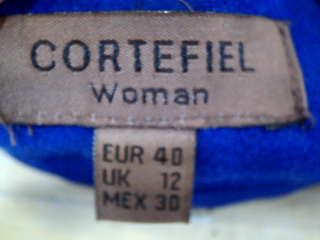 CORTEFIEL
Woman
EUR 40
UK 12
MEX 30